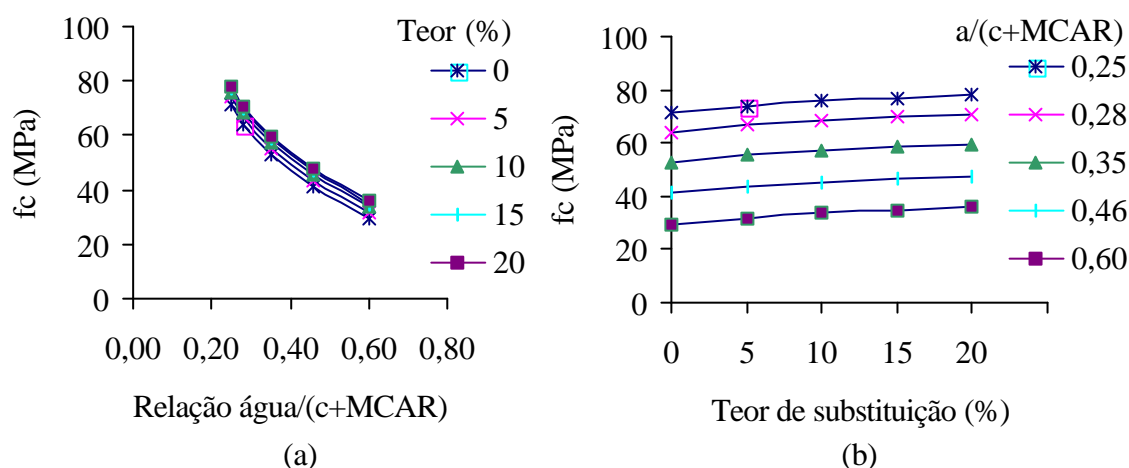 Teor (%)
0
5
10
15
20
fc (MPa)
100
80
60
40
20
0
0,00 0,20 0,40 0,60 0,80
Relação água/(c+MCAR)
(a)
a/(c+MCAR)
0,25
0,28
0,35
0,46
0,60
fc (MPa)
100
80
60
40
20
0
0 5 10 15 20
Teor de substituição (%)
(b)